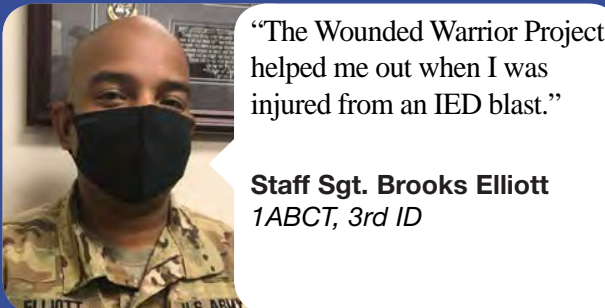 “The Wounded Warrior Project
helped me out when I was
injured from an IED blast.”
Staff Sgt. Brooks Elliott
1ABCT, 3rd ID
ELLIOTT
U.S. ARMY